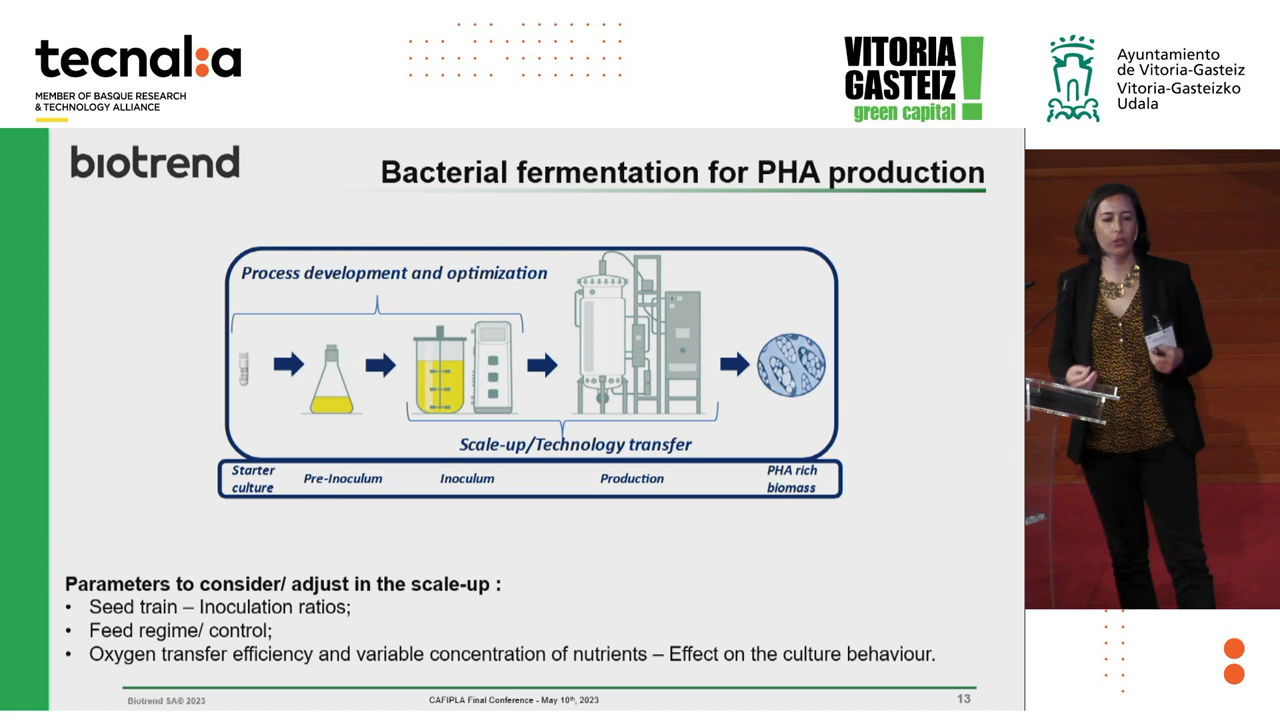 tecnal:a
MEMBER OF BASQUE RESEARCH
& TECHNOLOGY ALLIANCE
VITORIA
GASTEIZ
green capital
Ayuntamiento
de Vitoria-Gasteiz
Vitoria-Gasteizko
Udala
biotrend
Bacterial fermentation for PHA production
Process development and optimization
Scale-up/Technology transfer
Starter
culture
Pre-Inoculum
Inoculum
Production
PHA rich
biomass
Parameters to consider/ adjust in the scale-up :
• Seed train – Inoculation ratios;
• Feed regime/ control;
• Oxygen transfer efficiency and variable concentration of nutrients – Effect on the culture behaviour.
Biotrend SA© 2023
CAFIPLA Final Conference - May 10th, 2023
13